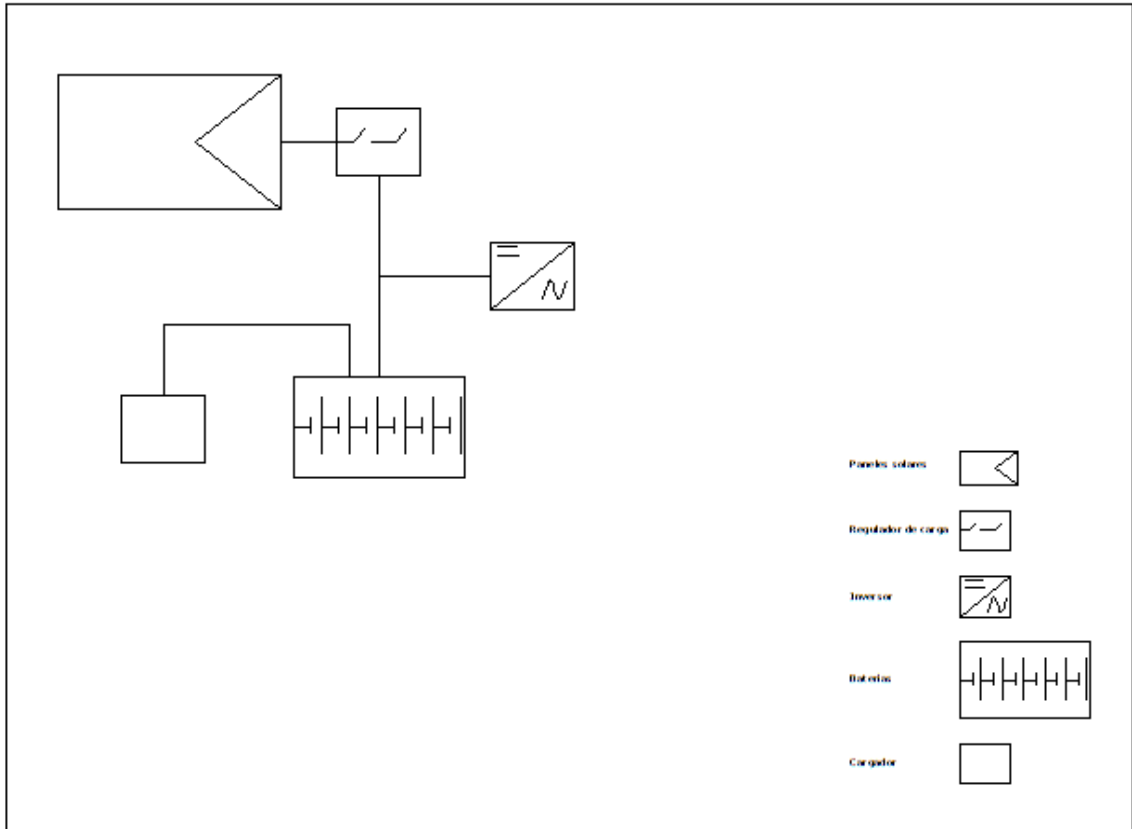 Paneles solares
Regulador de carga
Inversor
Baterias
Cargador